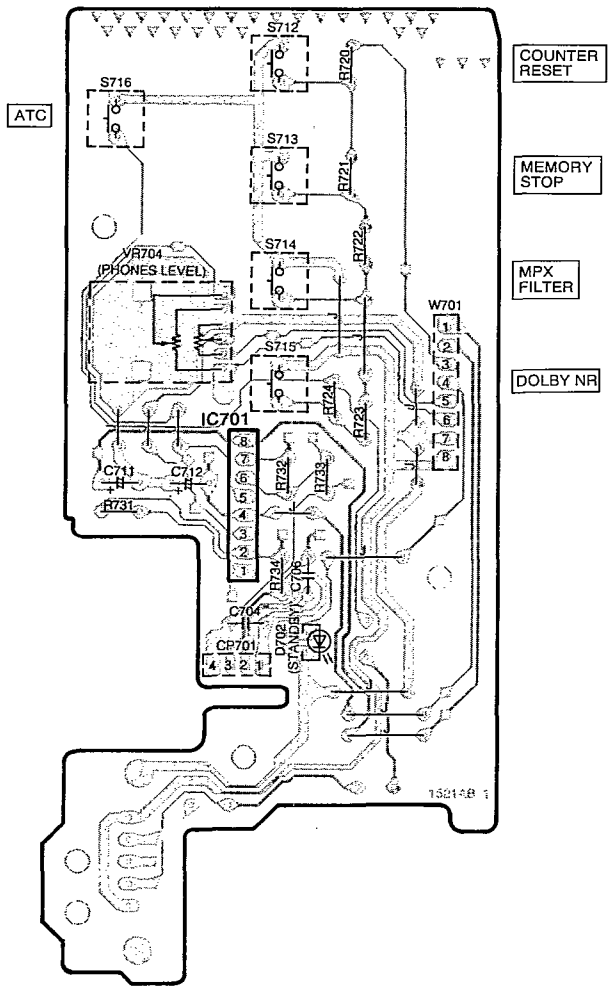 S712
R720
COUNTER
RESET
S716
ATC
S713
R721
MEMORY
STOP
R722
S714
VR704
(PHONES LEVEL)
MPX
FILTER
W701
1
2
3
4
5
6
7
8
S715
DOLBY NR
R724
R723
IC701
8
7
6
5
4
3
2
1
C711
C712
R731
R732
R733
R734
C706
C704
D702
(STANDBY)
CP701
4 3 2 1